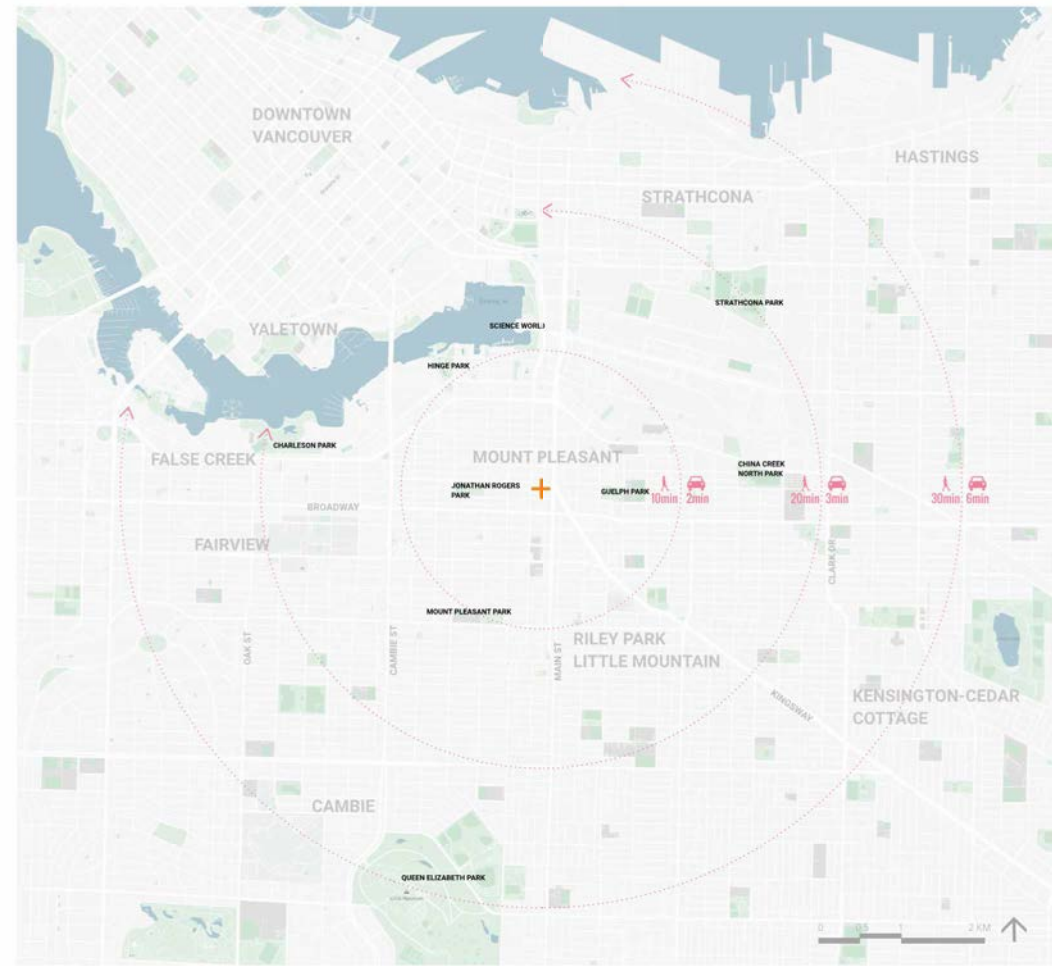 DOWNTOWN
VANCOUVER
HASTINGS
STRATHCONA
STRATHCONA PARK
SCIENCE WORL
YALETOWN
HINGE PARK
CHARLESON PARK
FALSE CREEK
MOUNT PLEASANT
CHINA CREEK
NORTH PARK
JONATHAN ROGERS
PARK
GUELPH PARK
10min 2min
20min 3min
30min 6min
BROADWAY
FAIRVIEW
CLARK DR
MOUNT PLEASANT PARK
OAK ST
CAMBIE ST
MAIN ST
RILEY PARK
LITTLE MOUNTAIN
KINGSWAY
KENSINGTON-CEDAR
COTTAGE
CAMBIE
QUEEN ELIZABETH PARK
0 0.5 1 2 KM